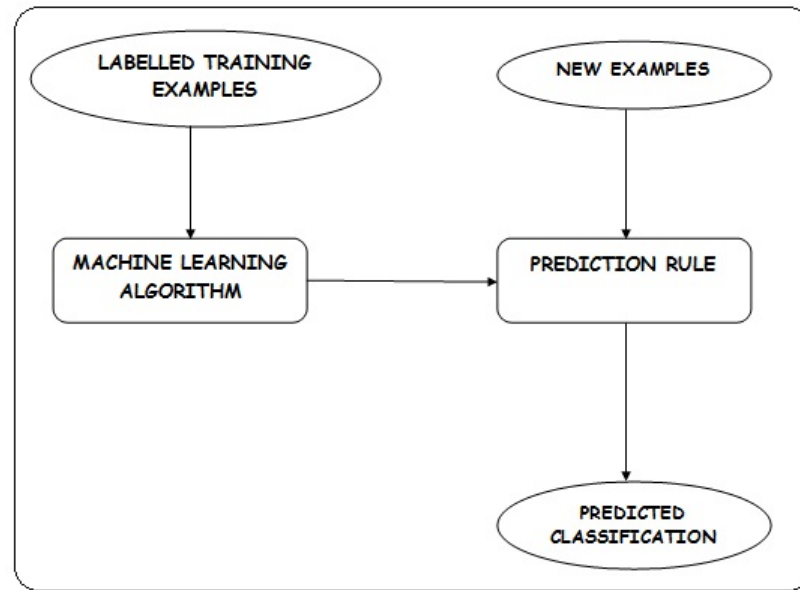 LABELLED TRAINING
EXAMPLES
NEW EXAMPLES
MACHINE LEARNING
ALGORITHM
PREDICTION RULE
PREDICTED
CLASSIFICATION